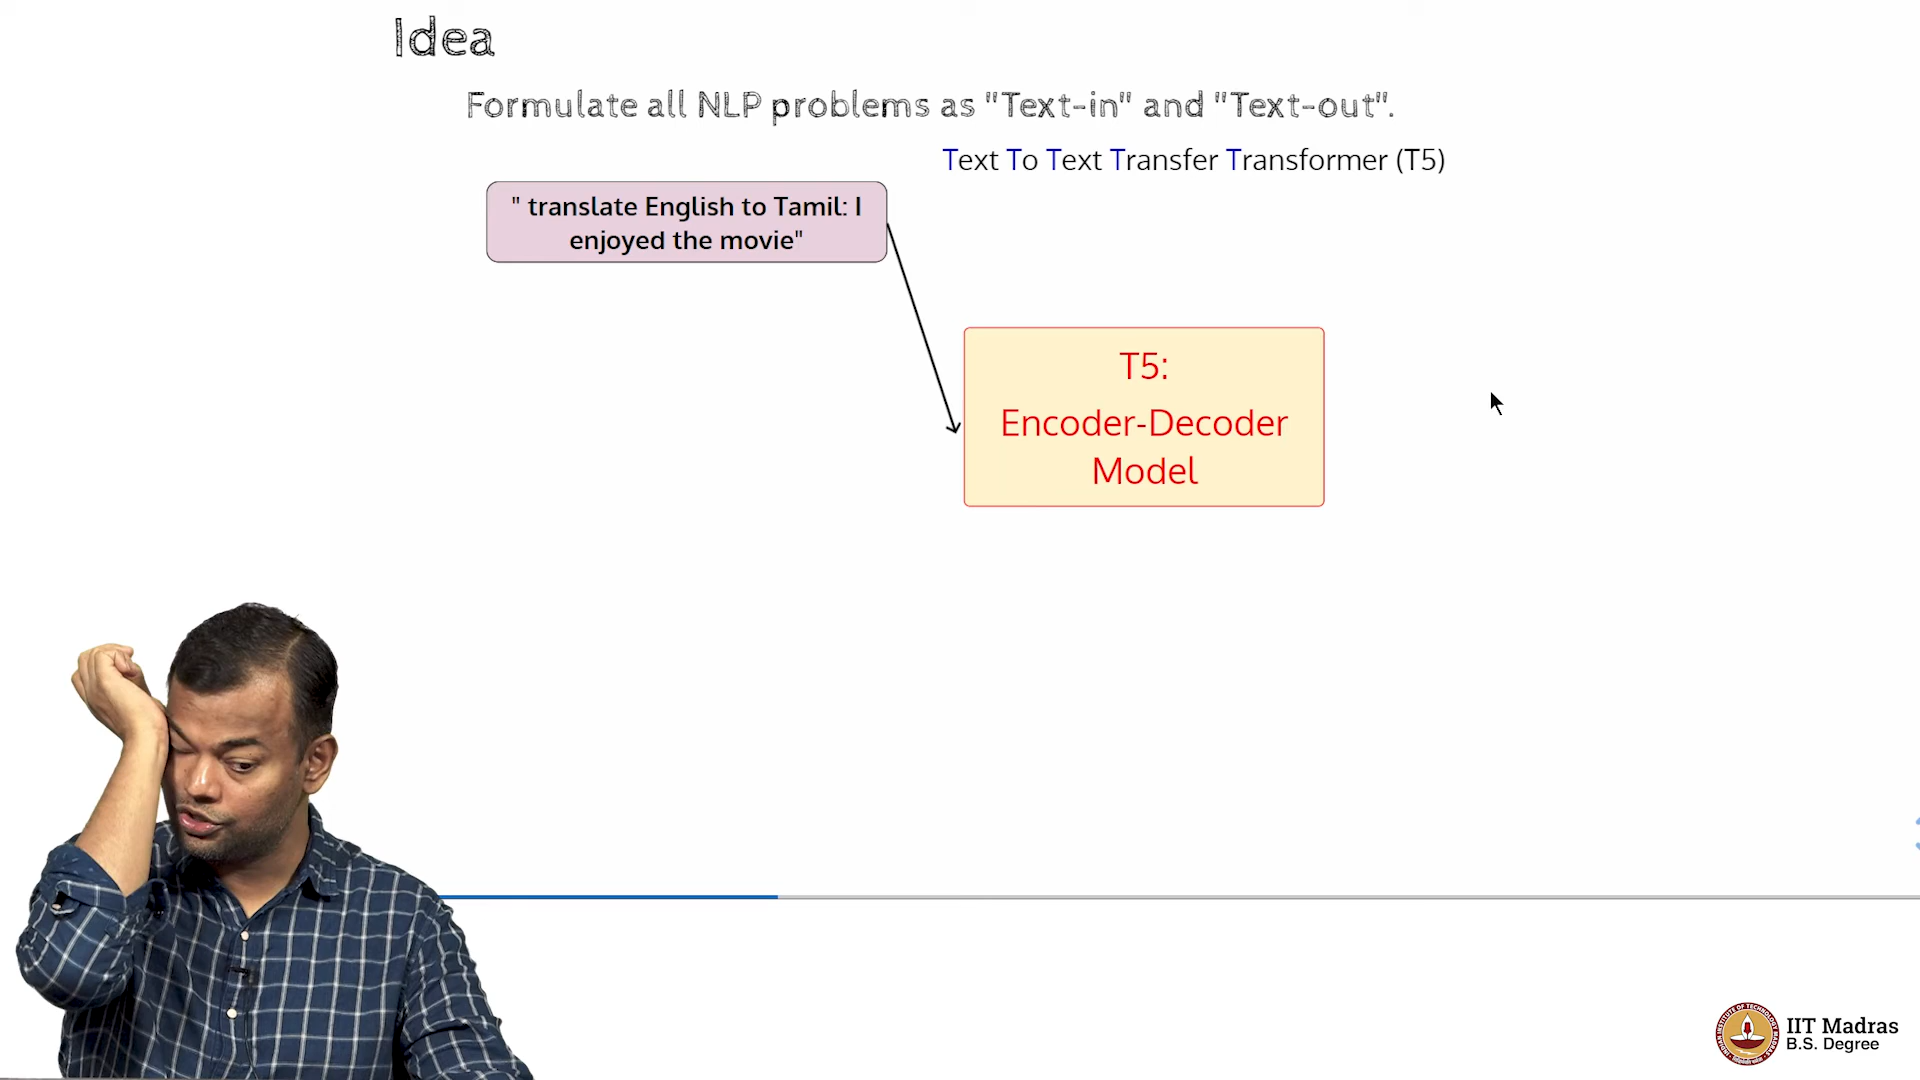 Idea
Formulate all NLP problems as "Text-in" and "Text-out".
Text To Text Transfer Transformer (T5)
" translate English to Tamil: I
enjoyed the movie"
T5:
Encoder-Decoder
Model
IIT Madras
B.S. Degree